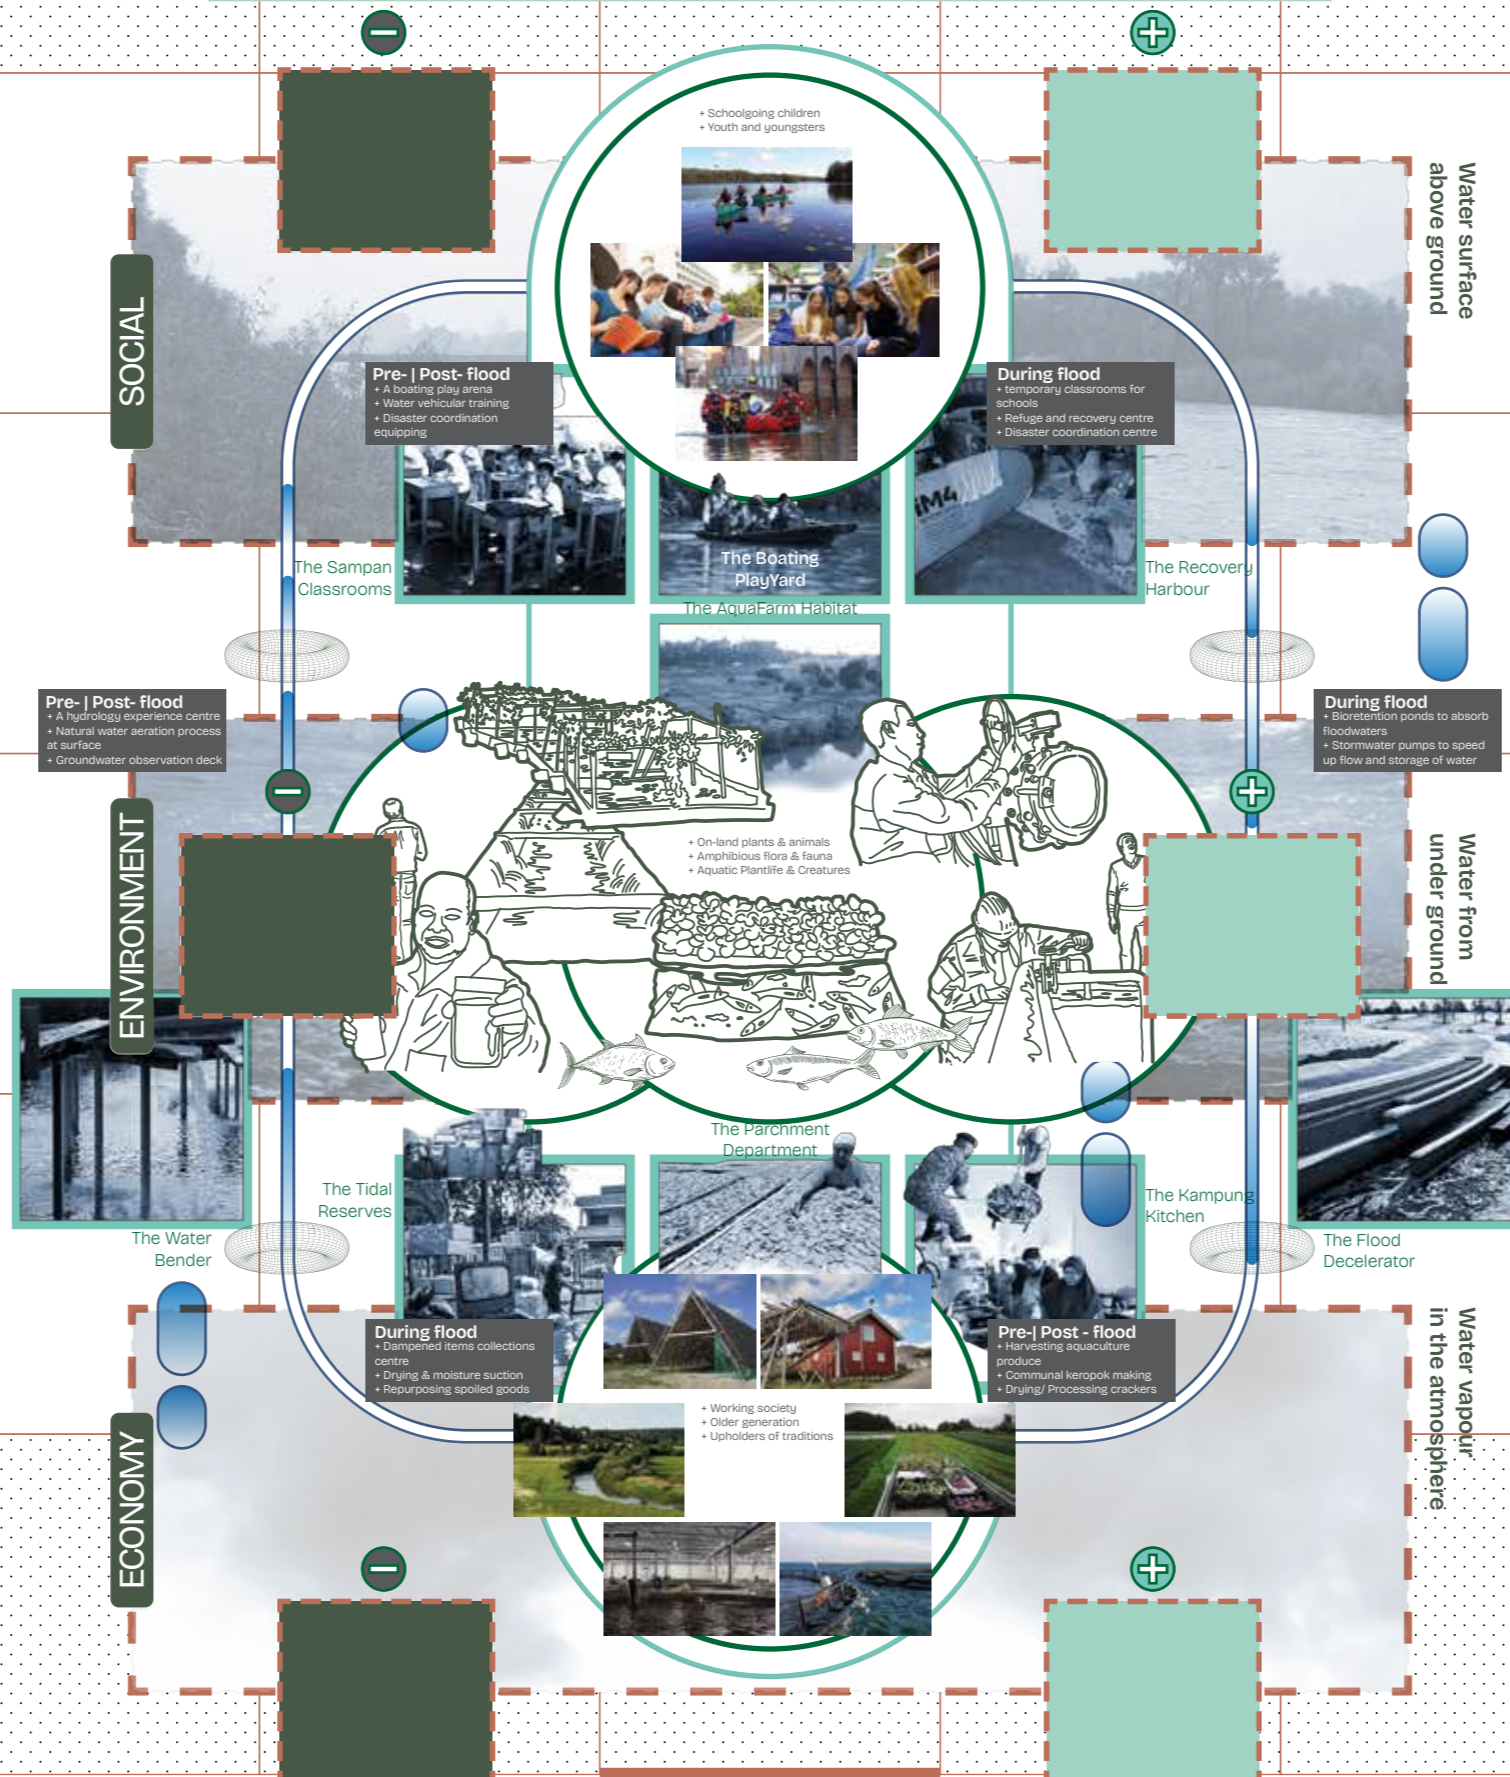 + Schoolgoing children
+ Youth and youngsters
Water surface
above ground
SOCIAL
Pre- | Post- flood
+ A boating play arena
+ Water vehicular training
+ Disaster coordination
equipping
During flood
+ temporary classrooms for
schools
+ Refuge and recovery centre
+ Disaster coordination centre
iM4
The Boating
PlayYard
The Sampan
Classrooms
The Recovery
Harbour
The AquaFarm Habitat
Pre- | Post- flood
+ A hydrology experience centre
+ Natural water aeration process
at surface
+ Groundwater observation deck
During flood
+ Bioretention ponds to absorb
floodwaters
+ Stormwater pumps to speed
up flow and storage of water
ENVIRONMENT
+ On-land plants & animals
+ Amphibious flora & fauna
+ Aquatic Plantlife & Creatures
Water from
under ground
The Parchment
Department
The Tidal
Reserves
The Kampung
Kitchen
The Water
Bender
The Flood
Decelerator
During flood
+ Dampened items collections
centre
+ Drying & moisture suction
+ Repurposing spoiled goods
Pre-| Post - flood
+ Harvesting aquaculture
produce
+ Communal keropok making
+ Drying/ Processing crackers
Water vapour
in the atmosphere
ECONOMY
+ Working society
+ Older generation
+ Upholders of traditions